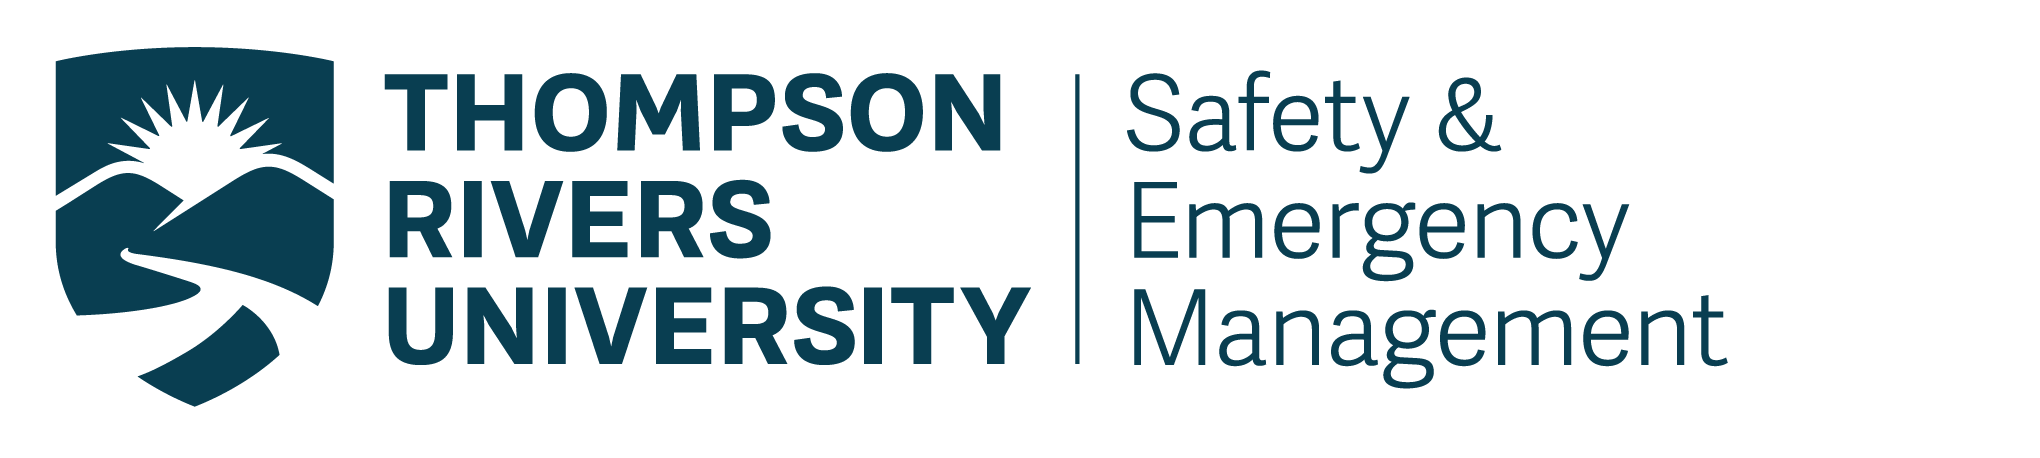 THOMPSON
RIVERS
UNIVERSITY
Safety &
Emergency
Management